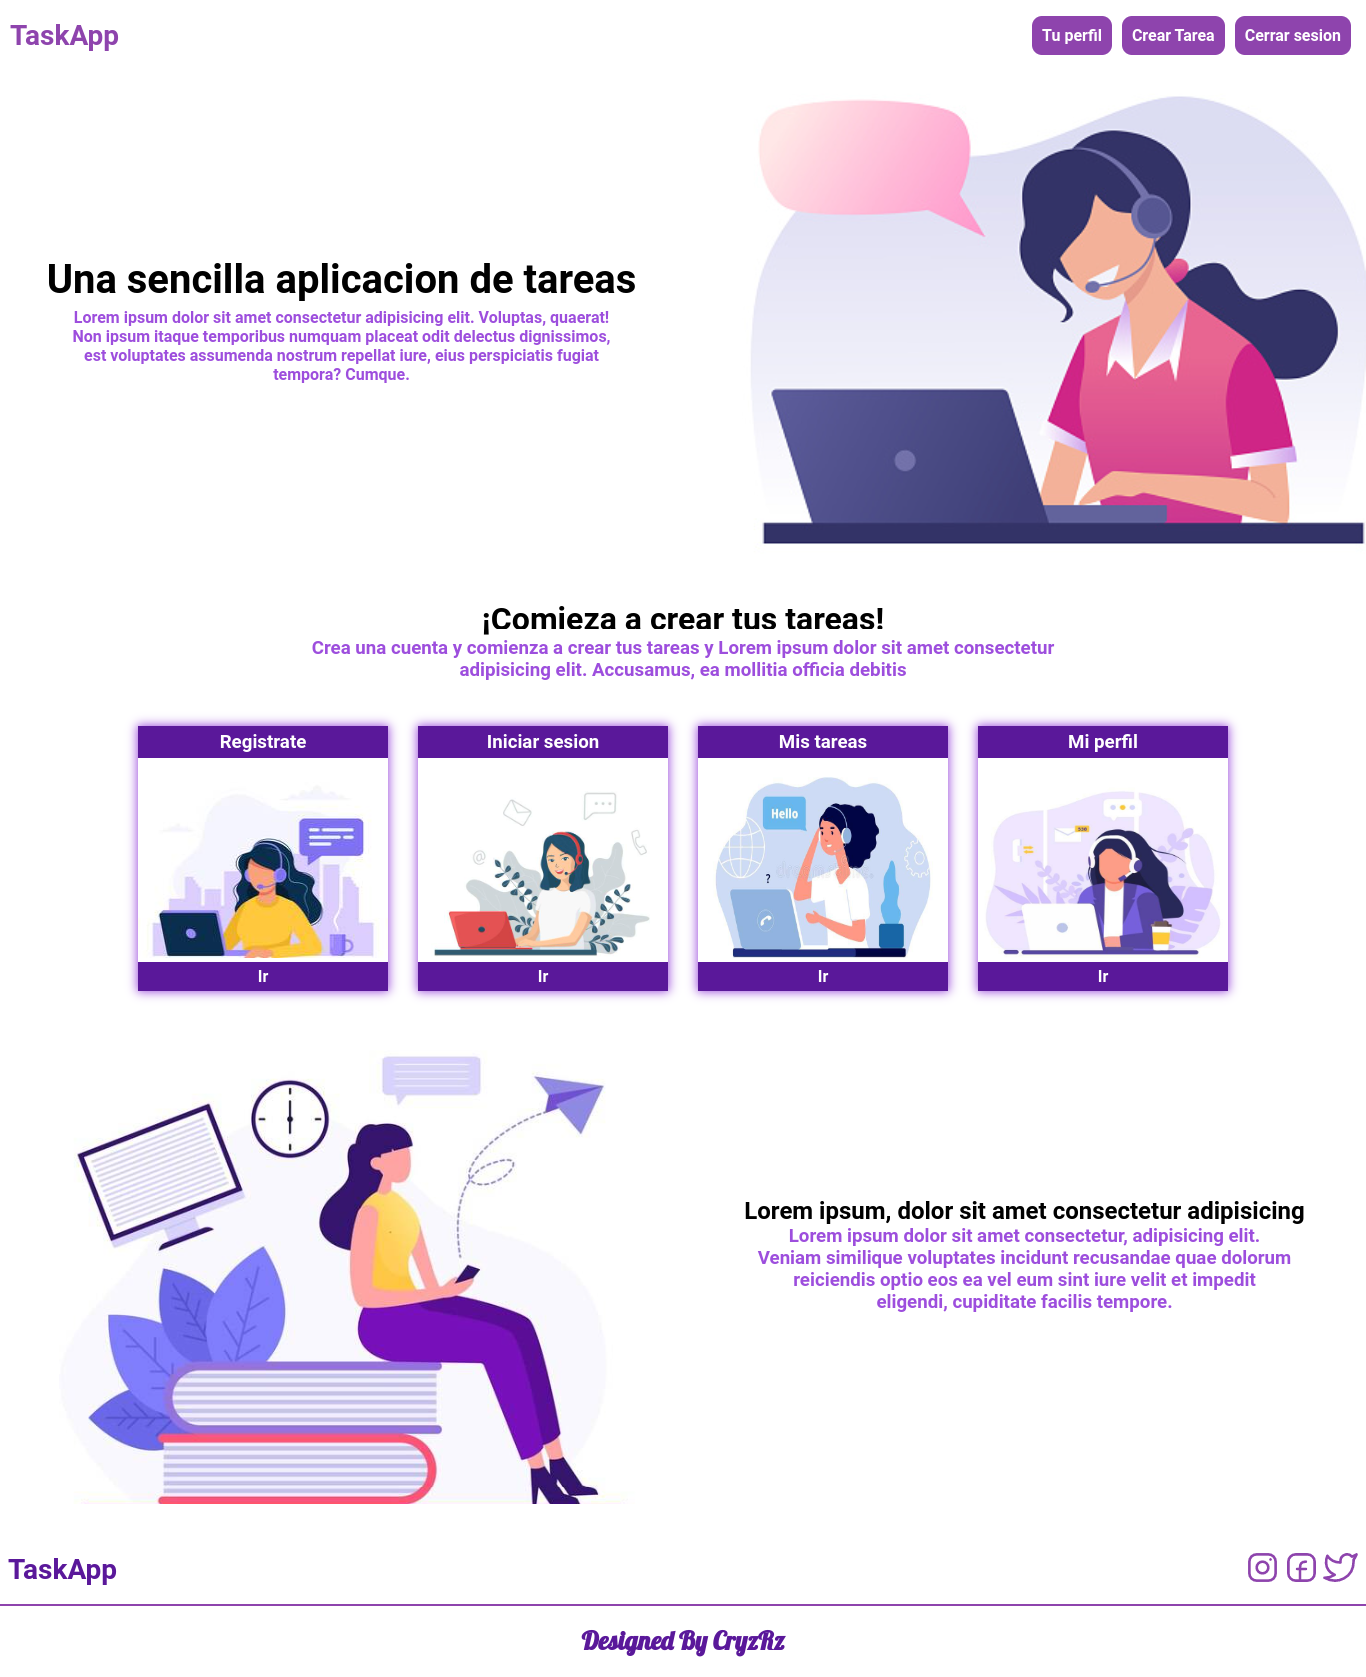 TaskApp
Tu perfil
Crear Tarea
Cerrar sesion
Una sencilla aplicacion de tareas
Lorem ipsum dolor sit amet consectetur adipisicing elit. Voluptas, quaerat!
Non ipsum itaque temporibus numquam placeat odit delectus dignissimos,
est voluptates assumenda nostrum repellat iure, eius perspiciatis fugiat
tempora? Cumque.
¡Comieza a crear tus tareas!
Crea una cuenta y comienza a crear tus tareas y Lorem ipsum dolor sit amet consectetur
adipisicing elit. Accusamus, ea mollitia officia debitis
Registrate
Iniciar sesion
Mis tareas
Mi perfil
@
Hello
?
Ir
Ir
Ir
Ir
Lorem ipsum, dolor sit amet consectetur adipisicing
Lorem ipsum dolor sit amet consectetur, adipisicing elit.
Veniam similique voluptates incidunt recusandae quae dolorum
reiciendis optio eos ea vel eum sint iure velit et impedit
eligendi, cupiditate facilis tempore.
TaskApp
Designed By CryzRz